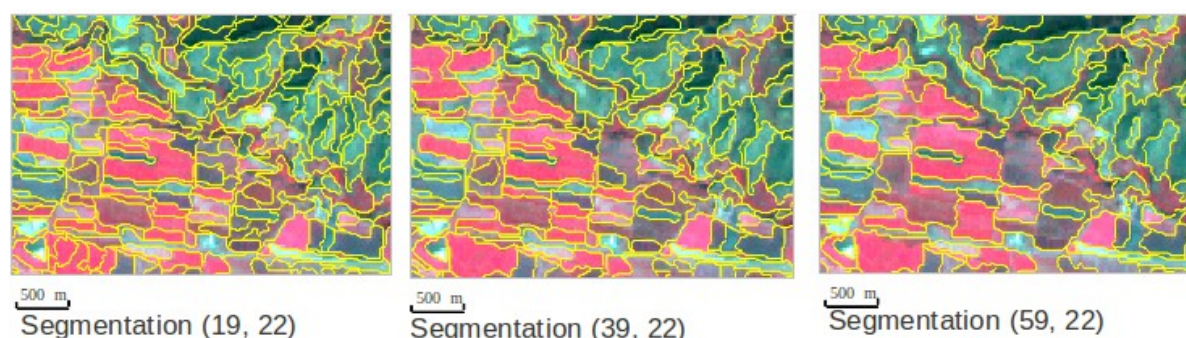 500 m
Segmentation (19, 22)
500 m
Segmentation (39, 22)
500 m
Segmentation (59, 22)